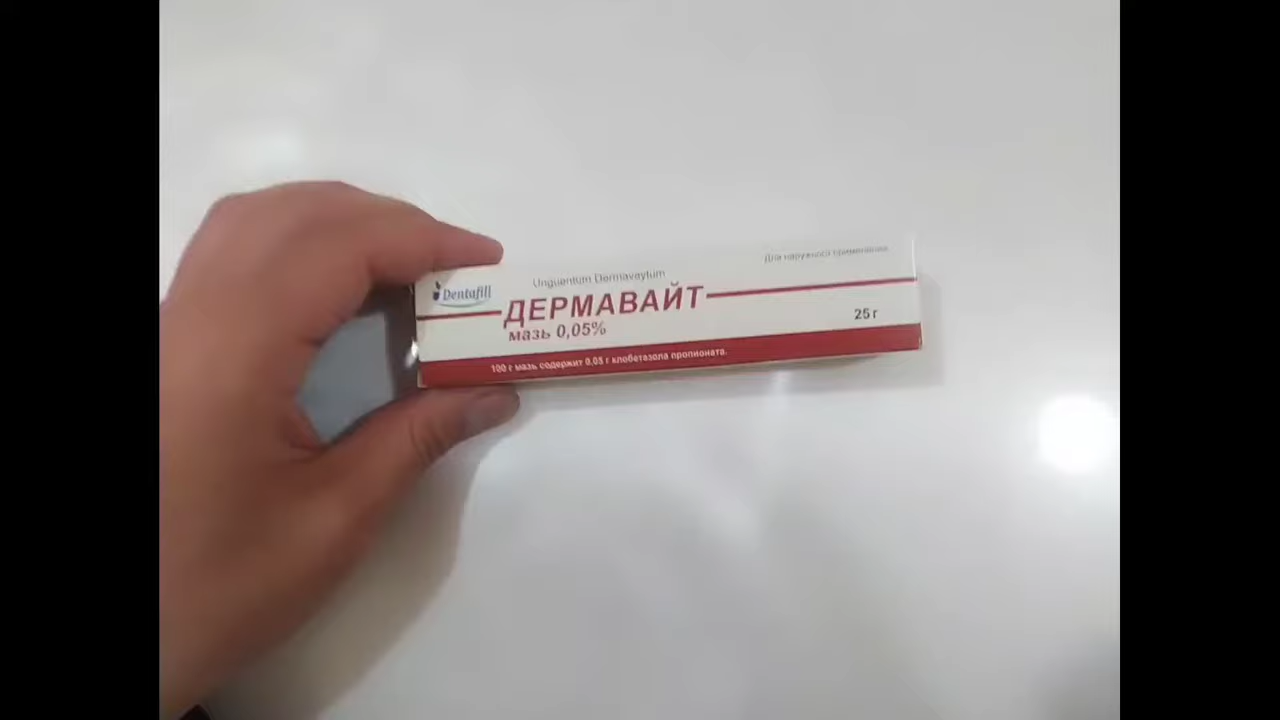 Для наружного применения
Unguentum Dermavaytum
Dentafill
ДЕРМАВАЙТ
мазь 0,05%
25 г
100 г мазь содержит 0,05 г клобетазола пропионата.